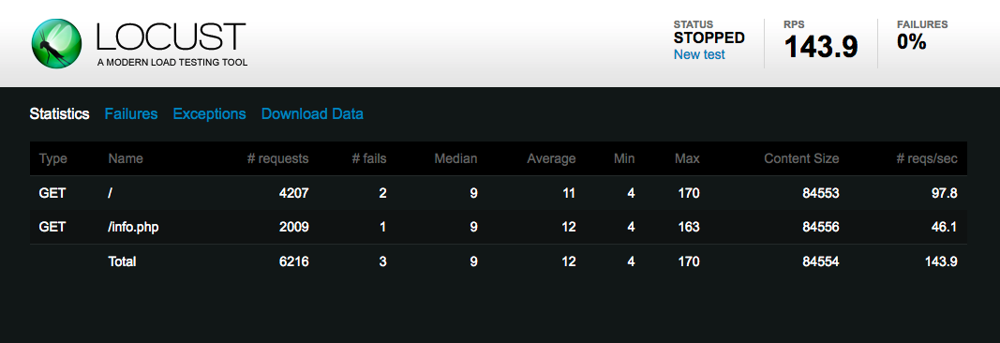 LOCUST
A MODERN LOAD TESTING TOOL
STATUS
STOPPED
New test
RPS
143.9
FAILURES
0%
Statistics Failures Exceptions Download Data
Type Name # requests # fails Median Average Min Max Content Size # reqs/sec
GET / 4207 2 9 11 4 170 84553 97.8
GET /info.php 2009 1 9 12 4 163 84556 46.1
Total 6216 3 9 12 4 170 84554 143.9